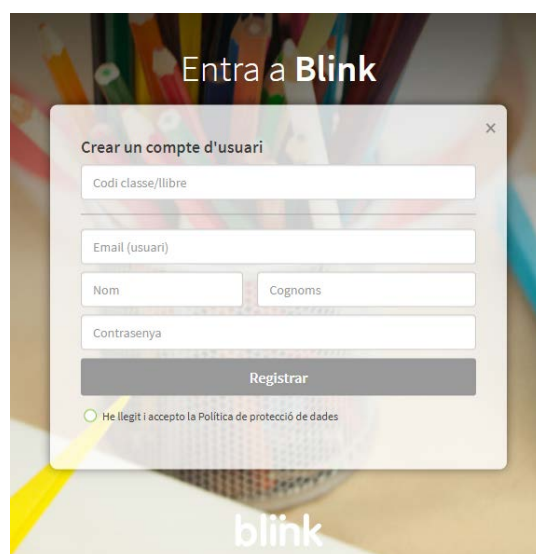 Entra a Blink
×
Crear un compte d'usuari
Codi classe/llibre
Email (usuari)
Nom
Cognoms
Contrasenya
Registrar
He llegit i accepto la Política de protecció de dades
blink